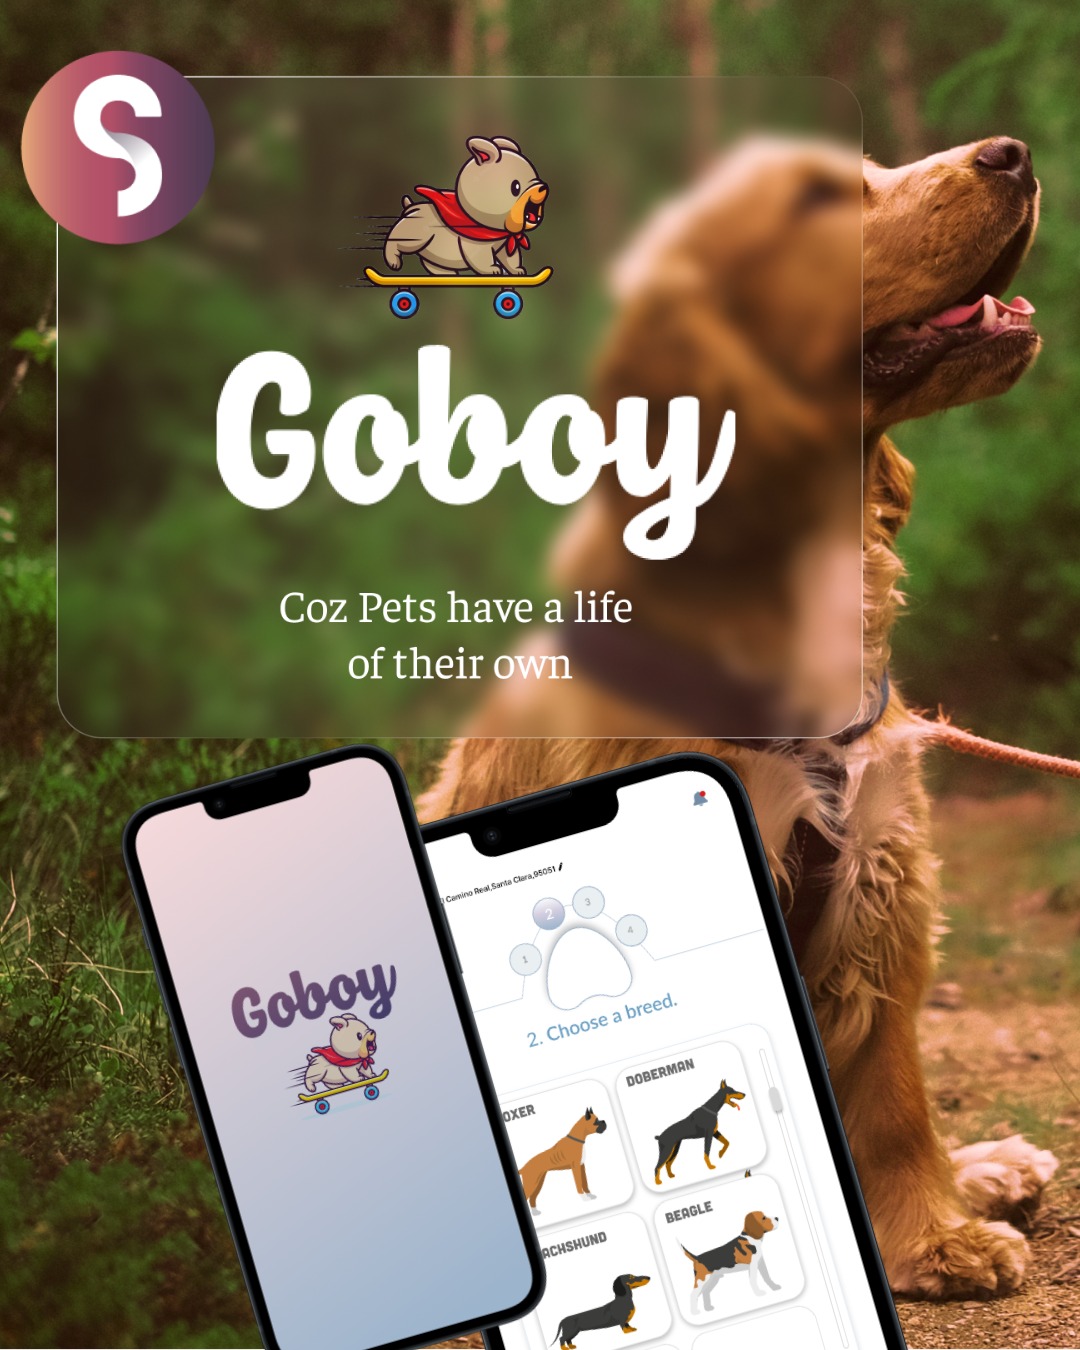 S
Goboy
Coz Pets have a life
of their own
Goboy
Camino Real,Santa Clara,95051
1
2
3
4
2. Choose a breed.
OXER
DOBERMAN
ACHSHUND
BEAGLE